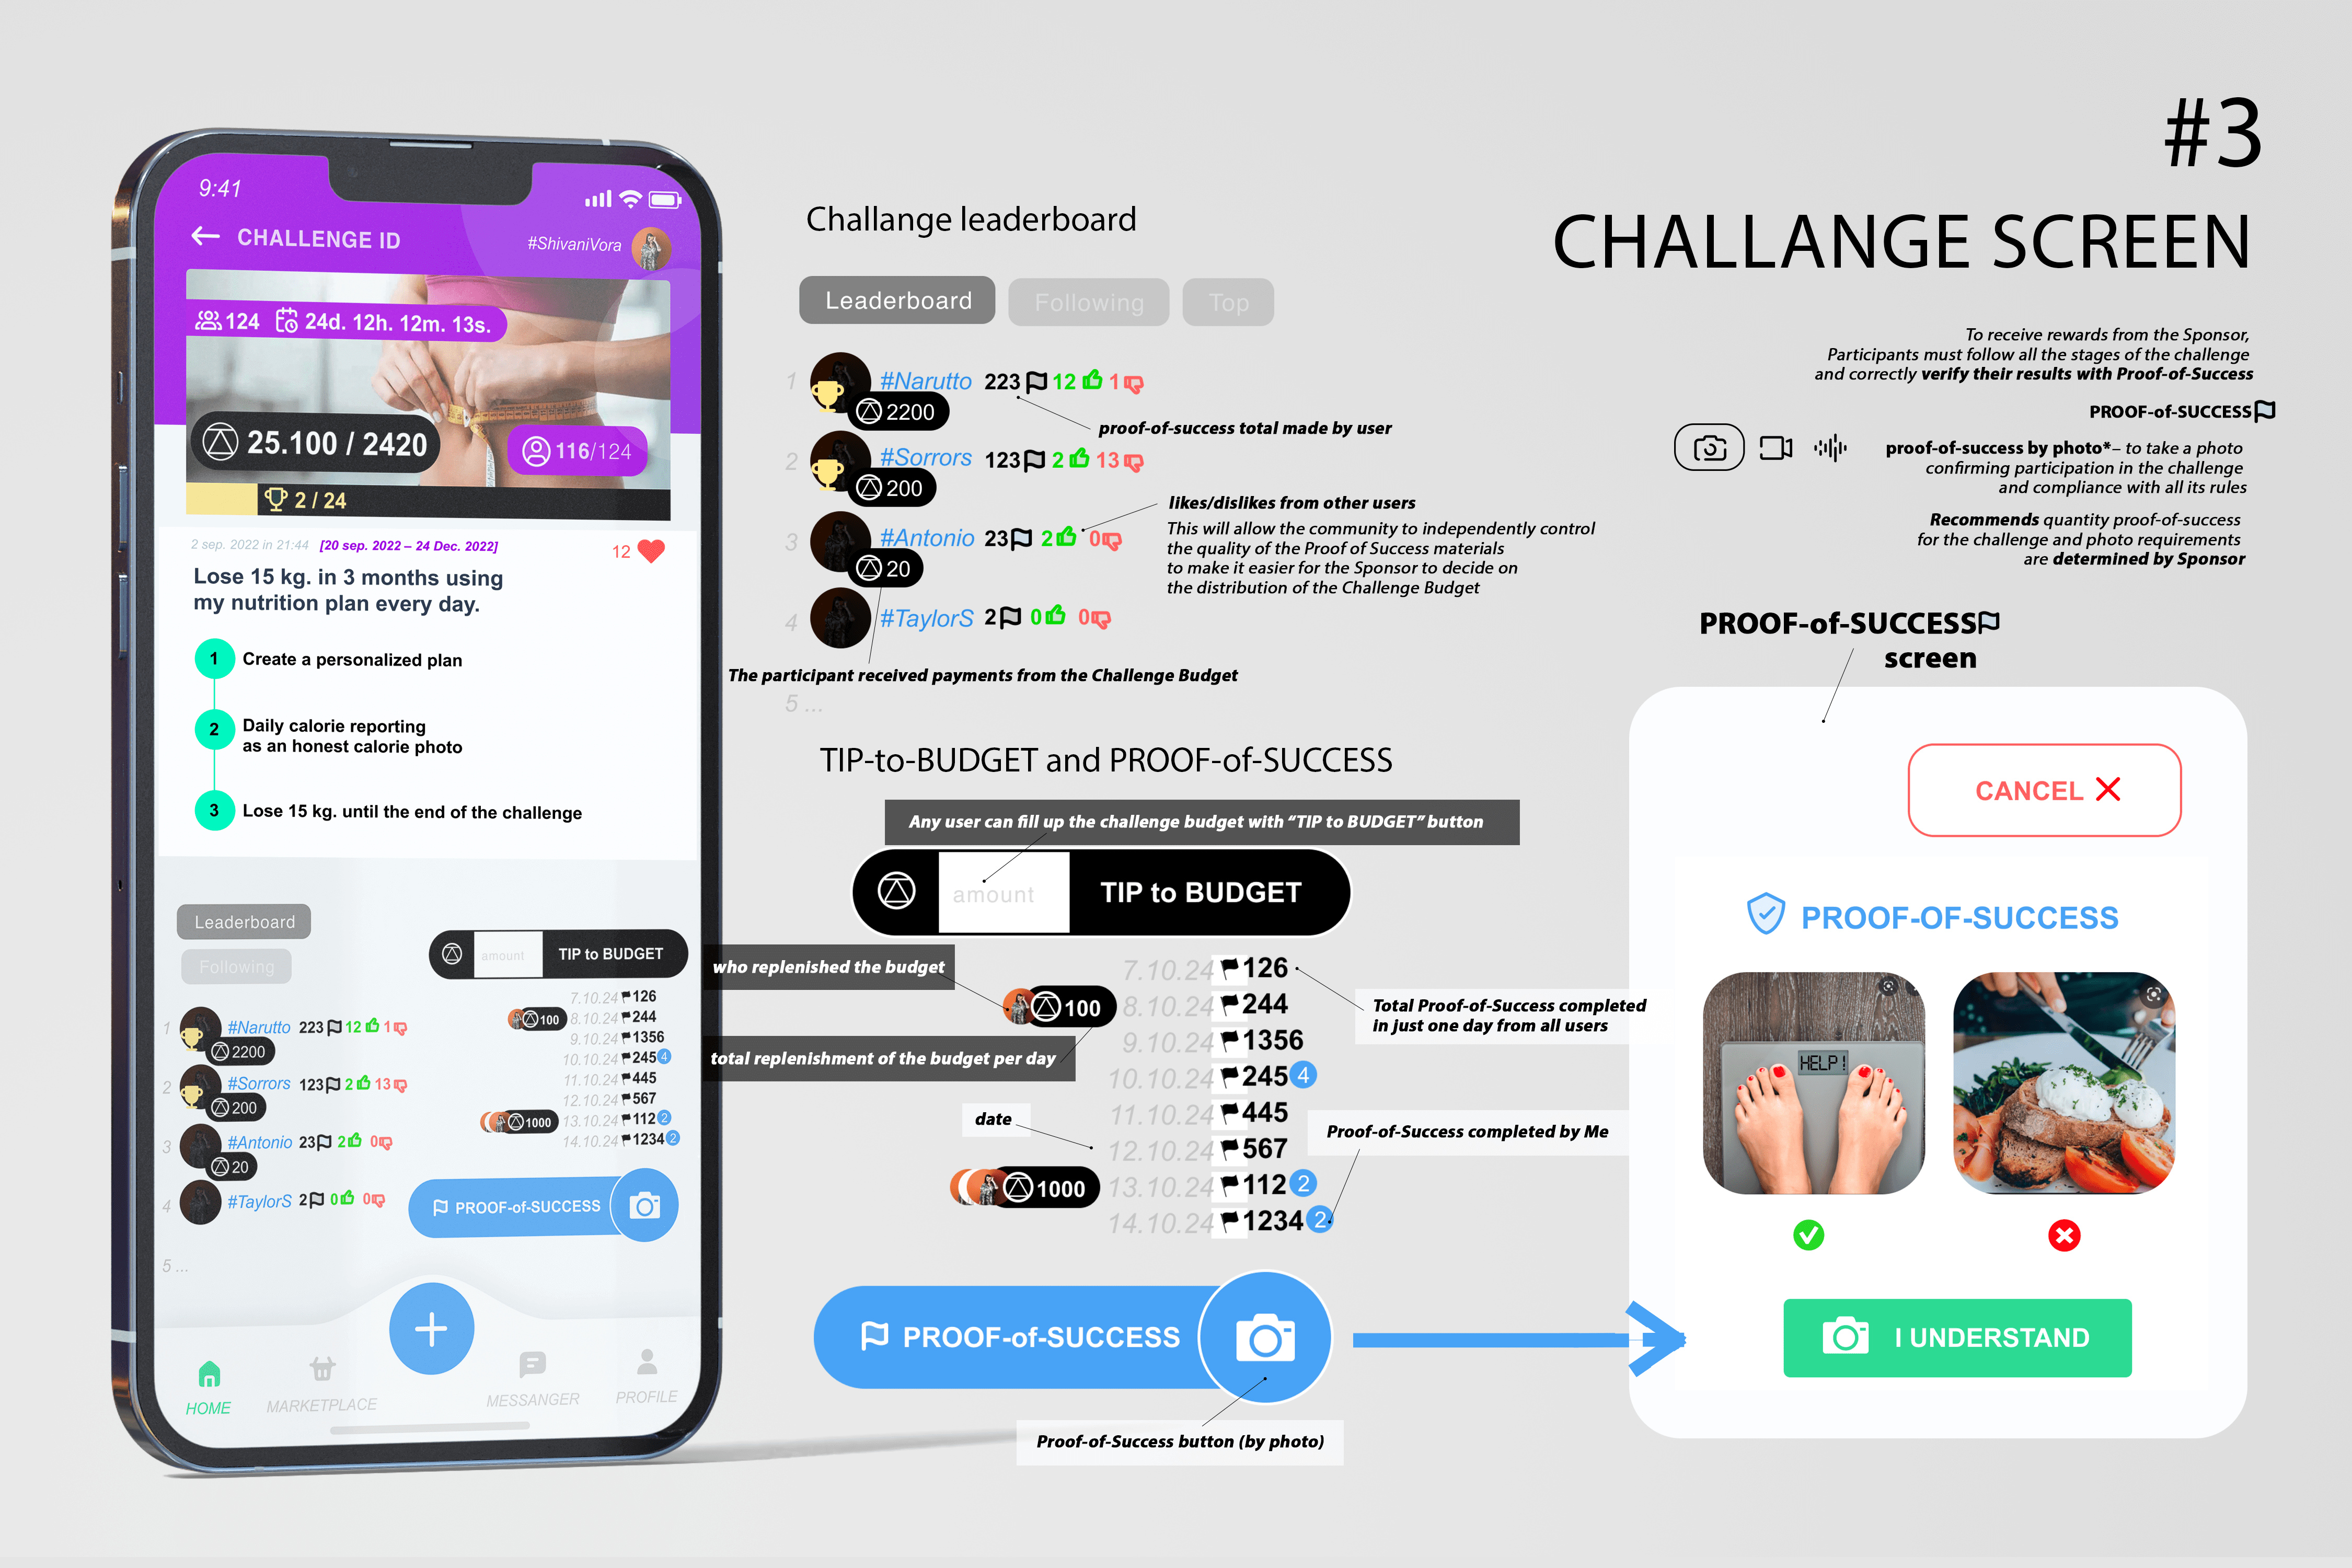 #3
CHALLANGE SCREEN
To receive rewards from the Sponsor,
Participants must follow all the stages of the challenge
and correctly verify their results with Proof-of-Success
PROOF-of-SUCCESS
proof-of-success by photo*– to take a photo
confirming participation in the challenge
and compliance with all its rules
Recommends quantity proof-of-success
for the challenge and photo requirements
are determined by Sponsor
9:41
CHALLENGE ID
#ShivaniVora
124 24d. 12h. 12m. 13s.
25.100 / 2420
116/124
2 / 24
2 sep. 2022 in 21:44 [20 sep. 2022 – 24 Dec. 2022]
12
Lose 15 kg. in 3 months using
my nutrition plan every day.
1 Create a personalized plan
2 Daily calorie reporting
as an honest calorie photo
3 Lose 15 kg. until the end of the challenge
Leaderboard
Following
amount TIP to BUDGET
1 #Narutto 223 12 1
2200
2 #Sorrors 123 2 13
200
3 #Antonio 23 2 0
20
4 #TaylorS 2 0 0
5 ...
7.10.24 126
100 8.10.24 244
9.10.24 1356
10.10.24 245 4
11.10.24 445
12.10.24 567
1000 13.10.24 112 2
14.10.24 1234 2
PROOF-of-SUCCESS
HOME
MARKETPLACE
MESSANGER
PROFILE
Challange leaderboard
Leaderboard Following Top
1 #Narutto 223 12 1
2200
proof-of-success total made by user
2 #Sorrors 123 2 13
200
likes/dislikes from other users
This will allow the community to independently control
the quality of the Proof of Success materials
to make it easier for the Sponsor to decide on
the distribution of the Challenge Budget
3 #Antonio 23 2 0
20
4 #TaylorS 2 0 0
The participant received payments from the Challenge Budget
5 ...
TIP-to-BUDGET and PROOF-of-SUCCESS
Any user can fill up the challenge budget with “TIP to BUDGET” button
amount TIP to BUDGET
who replenished the budget
total replenishment of the budget per day
date
7.10.24 126
100 8.10.24 244
9.10.24 1356
10.10.24 245 4
11.10.24 445
12.10.24 567
1000 13.10.24 112 2
14.10.24 1234 2
Total Proof-of-Success completed
in just one day from all users
Proof-of-Success completed by Me
PROOF-of-SUCCESS
Proof-of-Success button (by photo)
PROOF-of-SUCCESS
screen
CANCEL
PROOF-OF-SUCCESS
HELP!
I UNDERSTAND